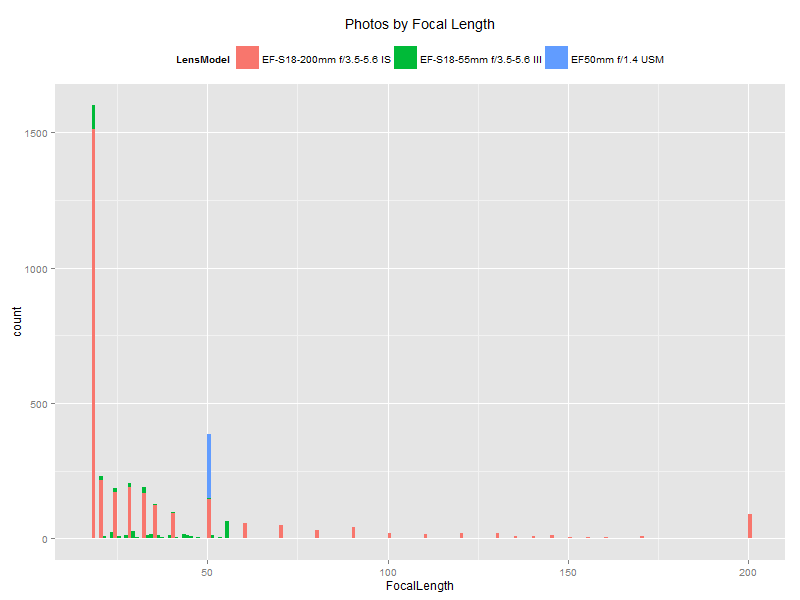 Photos by Focal Length
LensModel EF-S18-200mm f/3.5-5.6 IS EF-S18-55mm f/3.5-5.6 III EF50mm f/1.4 USM
1500
1000
500
0
count
50 100 150 200
FocalLength